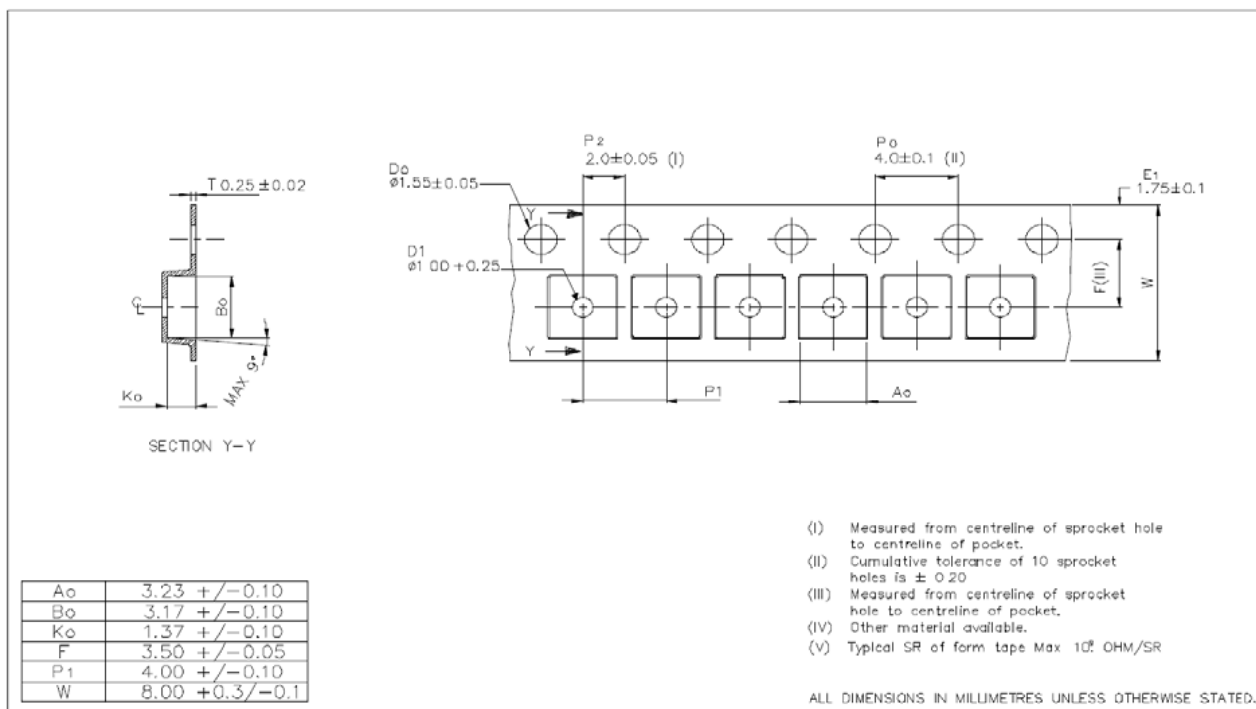 P2
2.0±0.05 (I)
Po
4.0±0.1 (II)
Do
ø1.55±0.05
E1
1.75±0.1
T 0.25±0.02
Y
D1
ø1.00 +0.25
F(III)
W
Bo
CL
Y
MAX 9°
Ko
P1
Ao
SECTION Y-Y
(I) Measured from centreline of sprocket hole
to centreline of pocket.
(II) Cumulative tolerance of 10 sprocket
holes is ± 0.20
(III) Measured from centreline of sprocket
hole to centreline of pocket.
(IV) Other material available.
(V) Typical SR of form tape Max OHM/SR
Ao 3.23 +/-0.10
Bo 3.17 +/-0.10
Ko 1.37 +/-0.10
F 3.50 +/-0.05
P1 4.00 +/-0.10
W 8.00 +0.3/-0.1
ALL DIMENSIONS IN MILLIMETRES UNLESS OTHERWISE STATED.